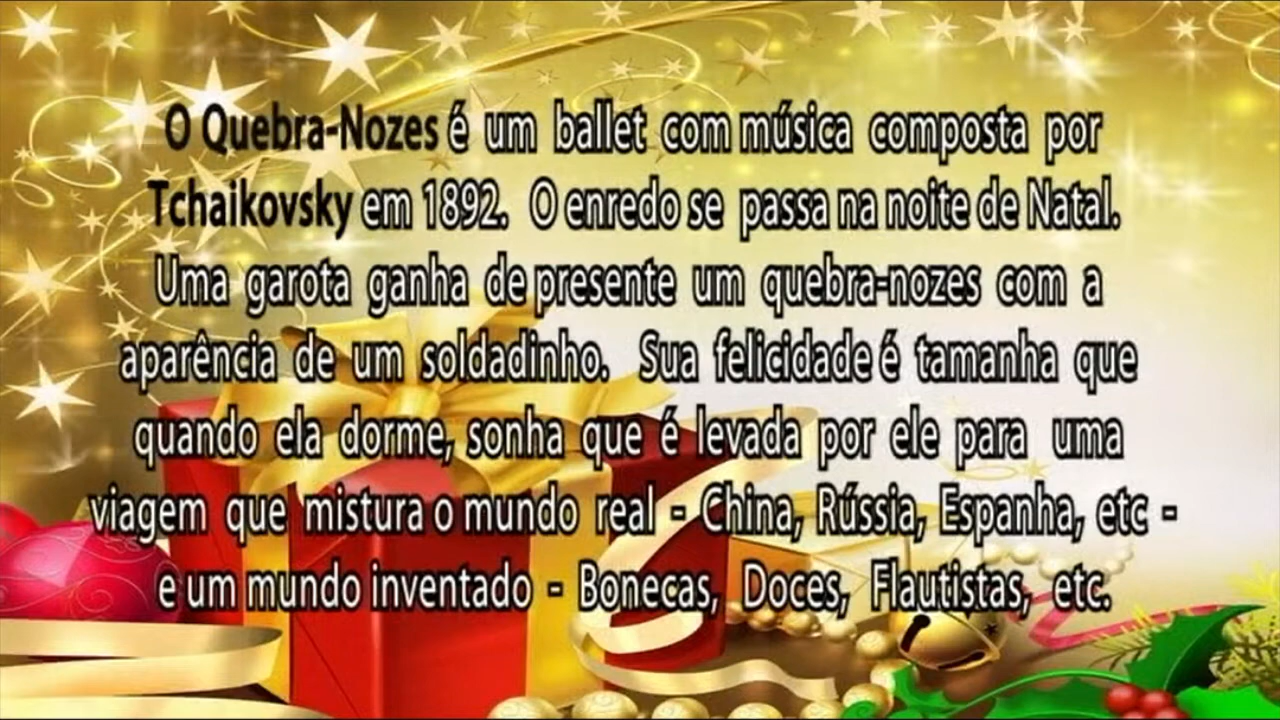 O Quebra-Nozes é um ballet com música composta por
Tchaikovsky em 1892. O enredo se passa na noite de Natal.
Uma garota ganha de presente um quebra-nozes com a
aparência de um soldadinho. Sua felicidade é tamanha que
quando ela dorme, sonha que é levada por ele para uma
viagem que mistura o mundo real - China, Rússia, Espanha, etc -
e um mundo inventado - Bonecas, Doces, Flautistas, etc.